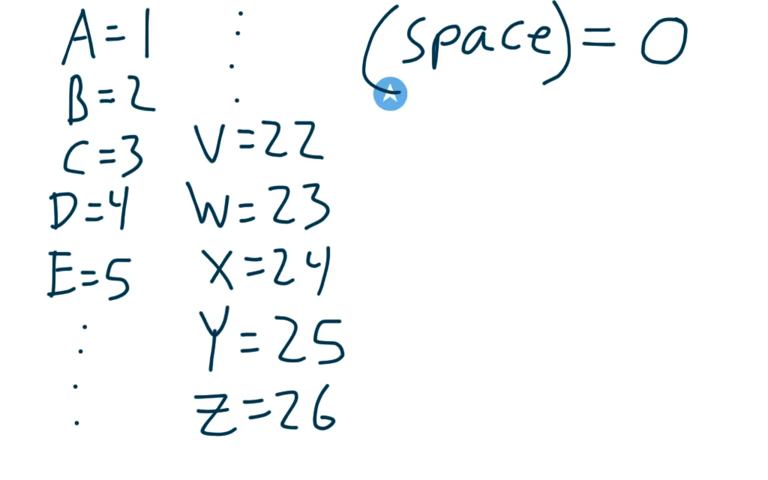 A=1
B=2
C=3
D=4
E=5
V=22
W=23
X=24
Y=25
Z=26
(space)=0